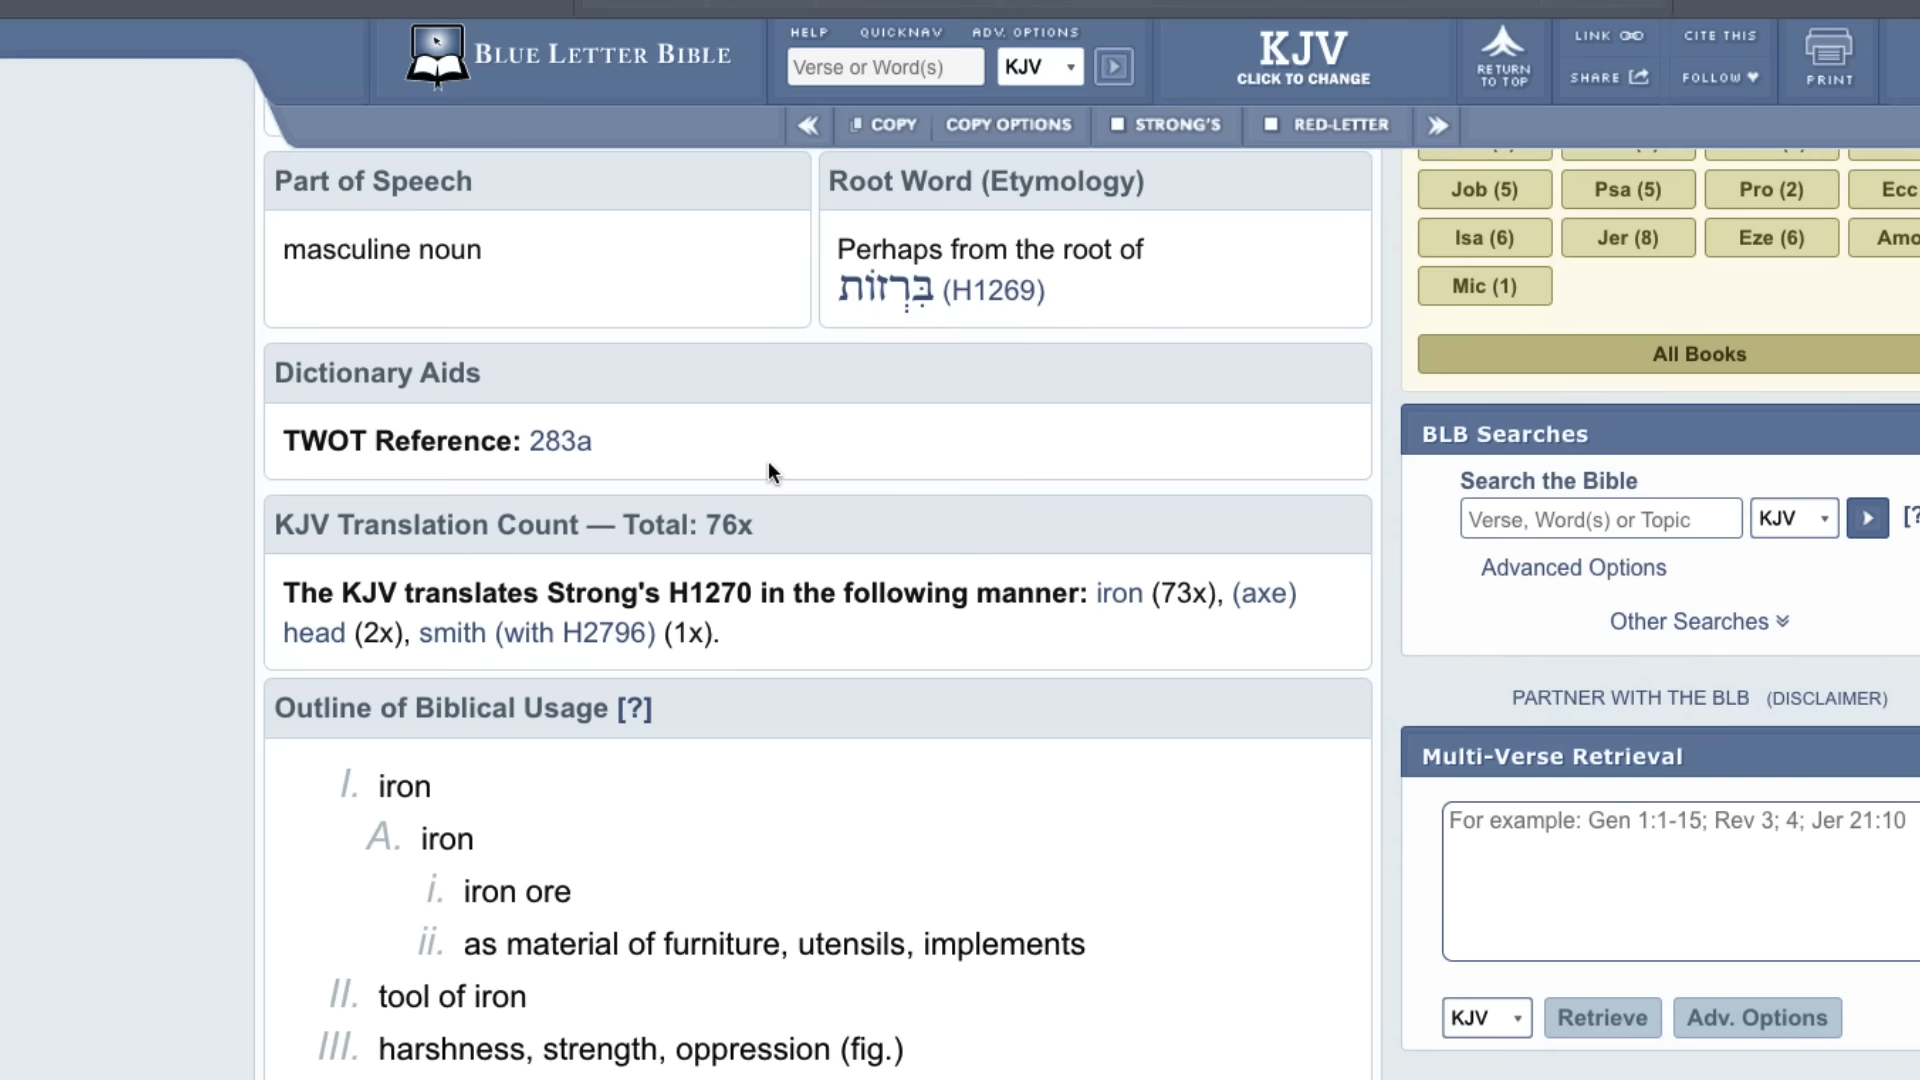 HELP QUICKNAV ADV. OPTIONS
BLUE LETTER BIBLE
Verse or Word(s) KJV
KJV
CLICK TO CHANGE
RETURN
TO TOP
LINK CITE THIS
SHARE FOLLOW
PRINT
COPY COPY OPTIONS STRONG'S RED-LETTER
Part of Speech
masculine noun
Root Word (Etymology)
Perhaps from the root of
בִּרְזוֹת (H1269)
Dictionary Aids
TWOT Reference: 283a
KJV Translation Count — Total: 76x
The KJV translates Strong's H1270 in the following manner: iron (73x), (axe)
head (2x), smith (with H2796) (1x).
Outline of Biblical Usage [?]
I. iron
A. iron
i. iron ore
ii. as material of furniture, utensils, implements
II. tool of iron
III. harshness, strength, oppression (fig.)
Job (5) Psa (5) Pro (2) Ecc
Isa (6) Jer (8) Eze (6) Amo
Mic (1)
All Books
BLB Searches
Search the Bible
Verse, Word(s) or Topic KJV [?
Advanced Options
Other Searches
PARTNER WITH THE BLB (DISCLAIMER)
Multi-Verse Retrieval
For example: Gen 1:1-15; Rev 3; 4; Jer 21:10
KJV Retrieve Adv. Options